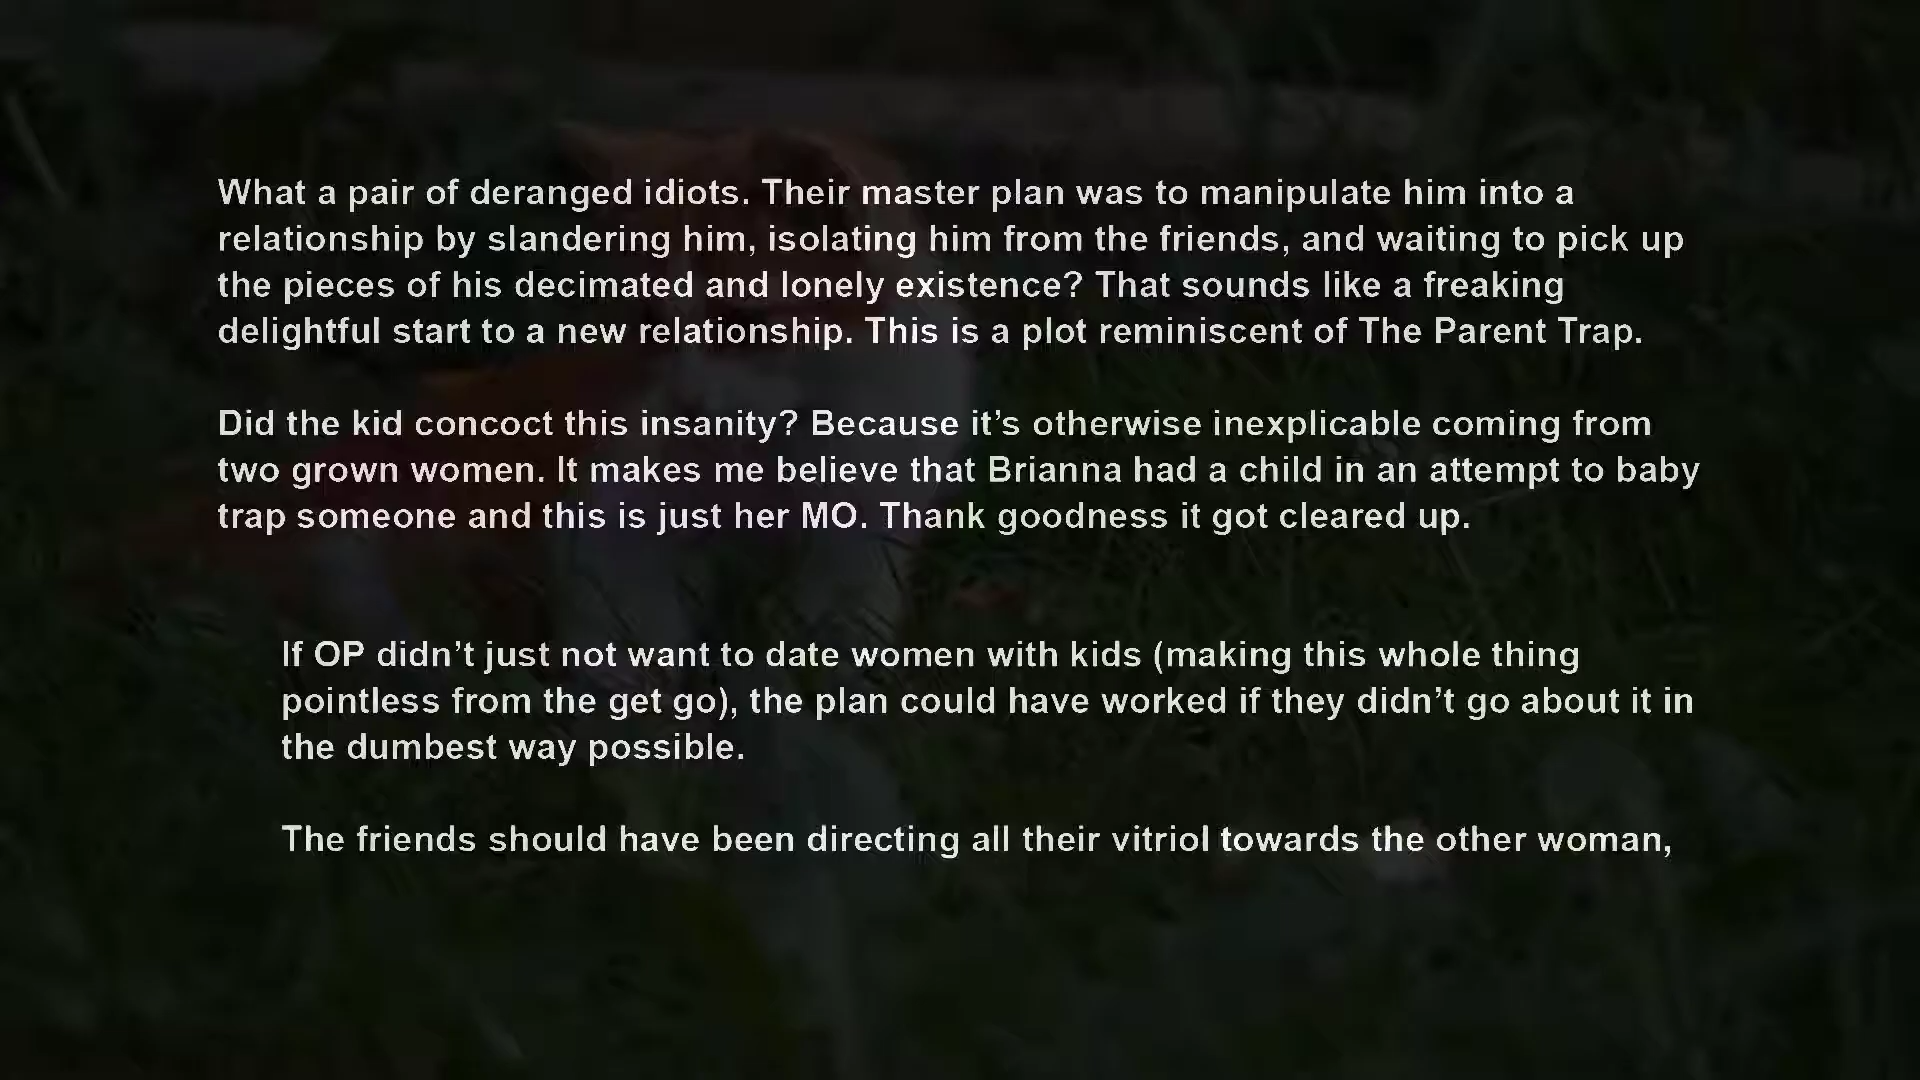 What a pair of deranged idiots. Their master plan was to manipulate him into a
relationship by slandering him, isolating him from the friends, and waiting to pick up
the pieces of his decimated and lonely existence? That sounds like a freaking
delightful start to a new relationship. This is a plot reminiscent of The Parent Trap.
Did the kid concoct this insanity? Because it’s otherwise inexplicable coming from
two grown women. It makes me believe that Brianna had a child in an attempt to baby
trap someone and this is just her MO. Thank goodness it got cleared up.
If OP didn’t just not want to date women with kids (making this whole thing
pointless from the get go), the plan could have worked if they didn’t go about it in
the dumbest way possible.
The friends should have been directing all their vitriol towards the other woman,